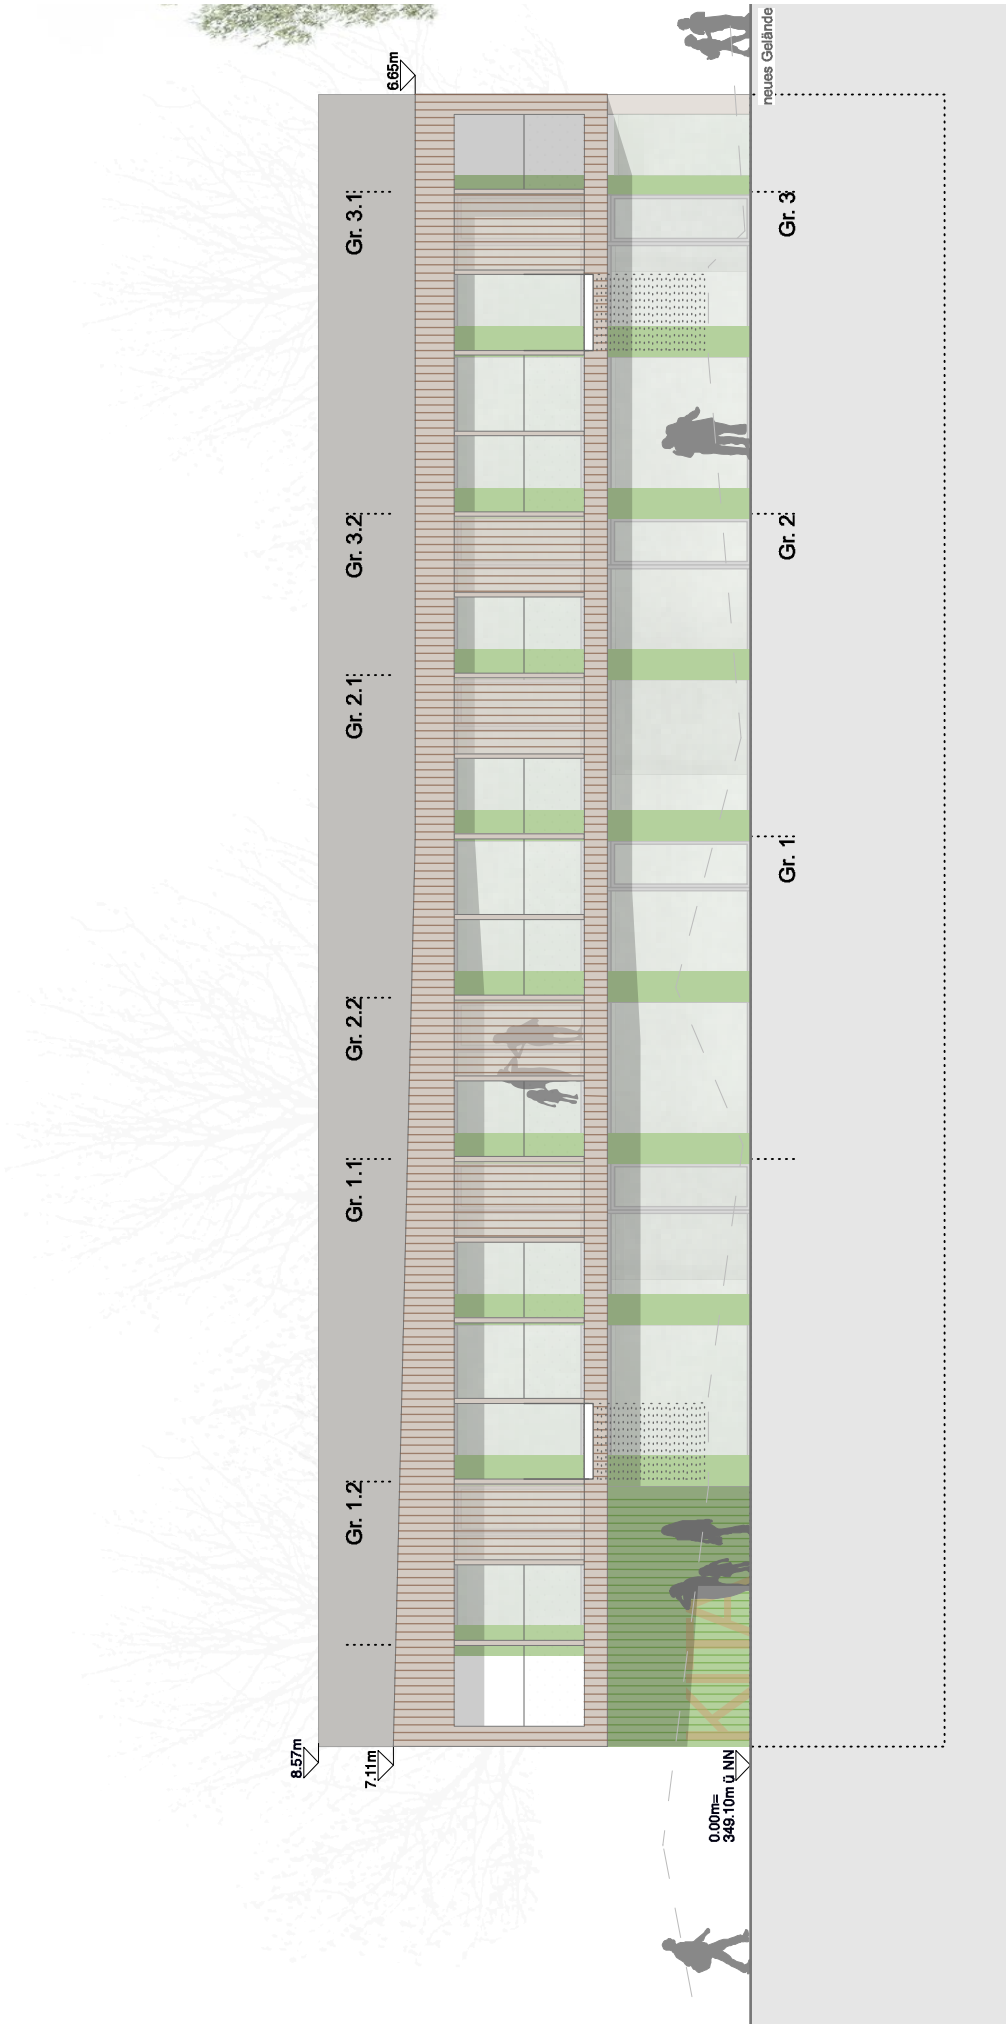 8.57m
Gr. 1.2
Gr. 1.1
Gr. 2.2
Gr. 2.1
Gr. 3.2
Gr. 3.1
7.11m
6.65m
KITA
0.00m=
349.10m ü NN
neues Gelände
Gr. 1
Gr. 2
Gr. 3